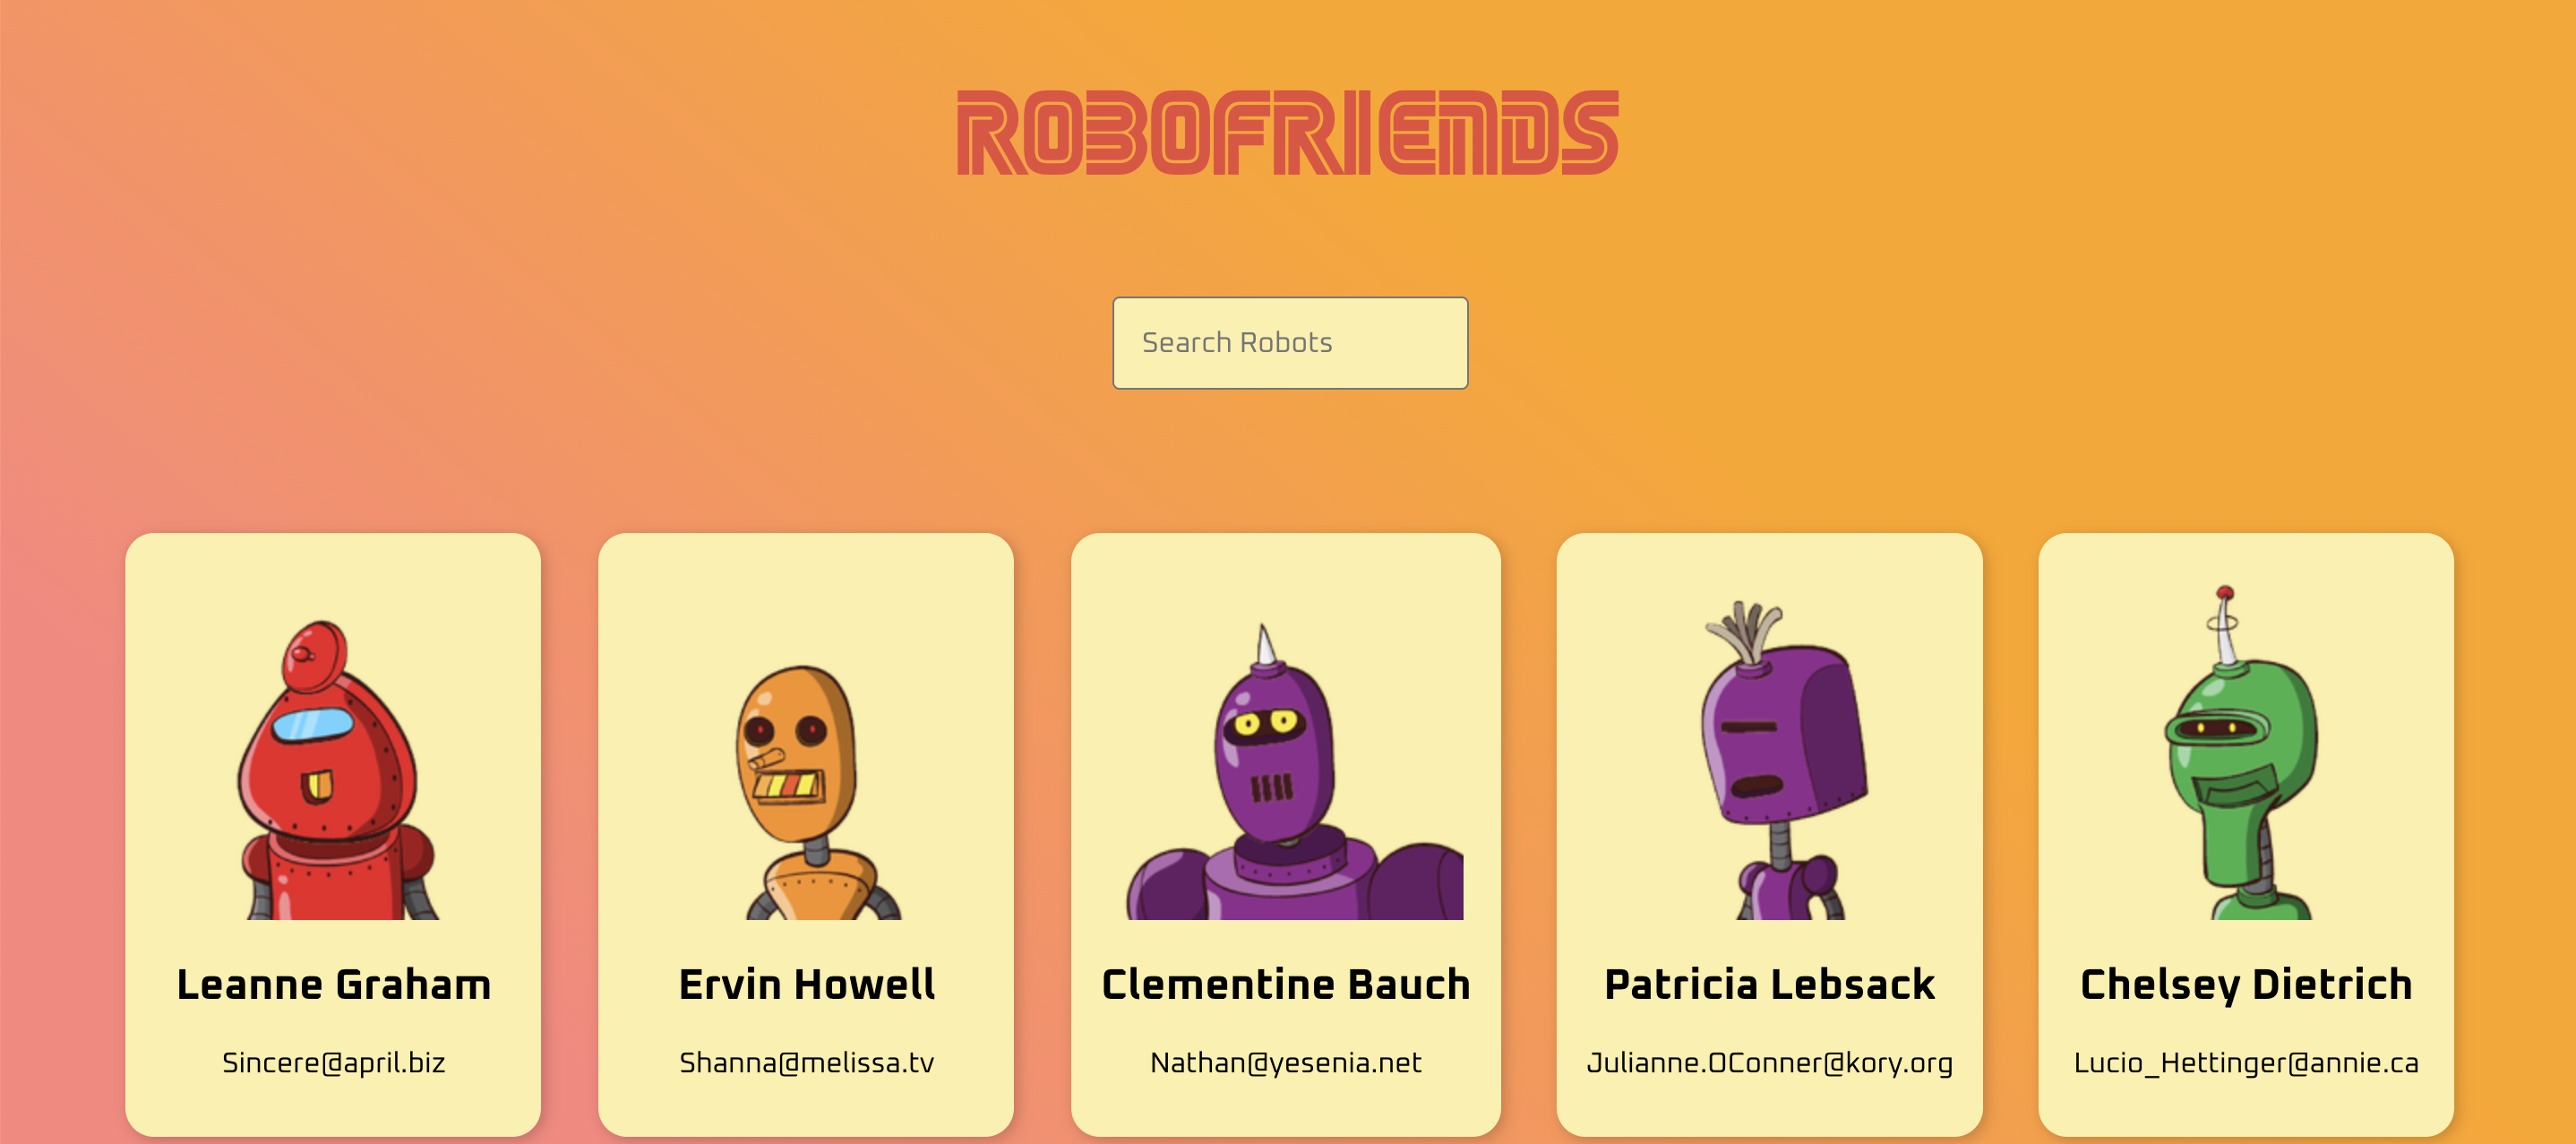 ROBOFRIENDS
Search Robots
Leanne Graham
Sincere@april.biz
Ervin Howell
Shanna@melissa.tv
Clementine Bauch
Nathan@yesenia.net
Patricia Lebsack
Julianne.OConner@kory.org
Chelsey Dietrich
Lucio_Hettinger@annie.ca